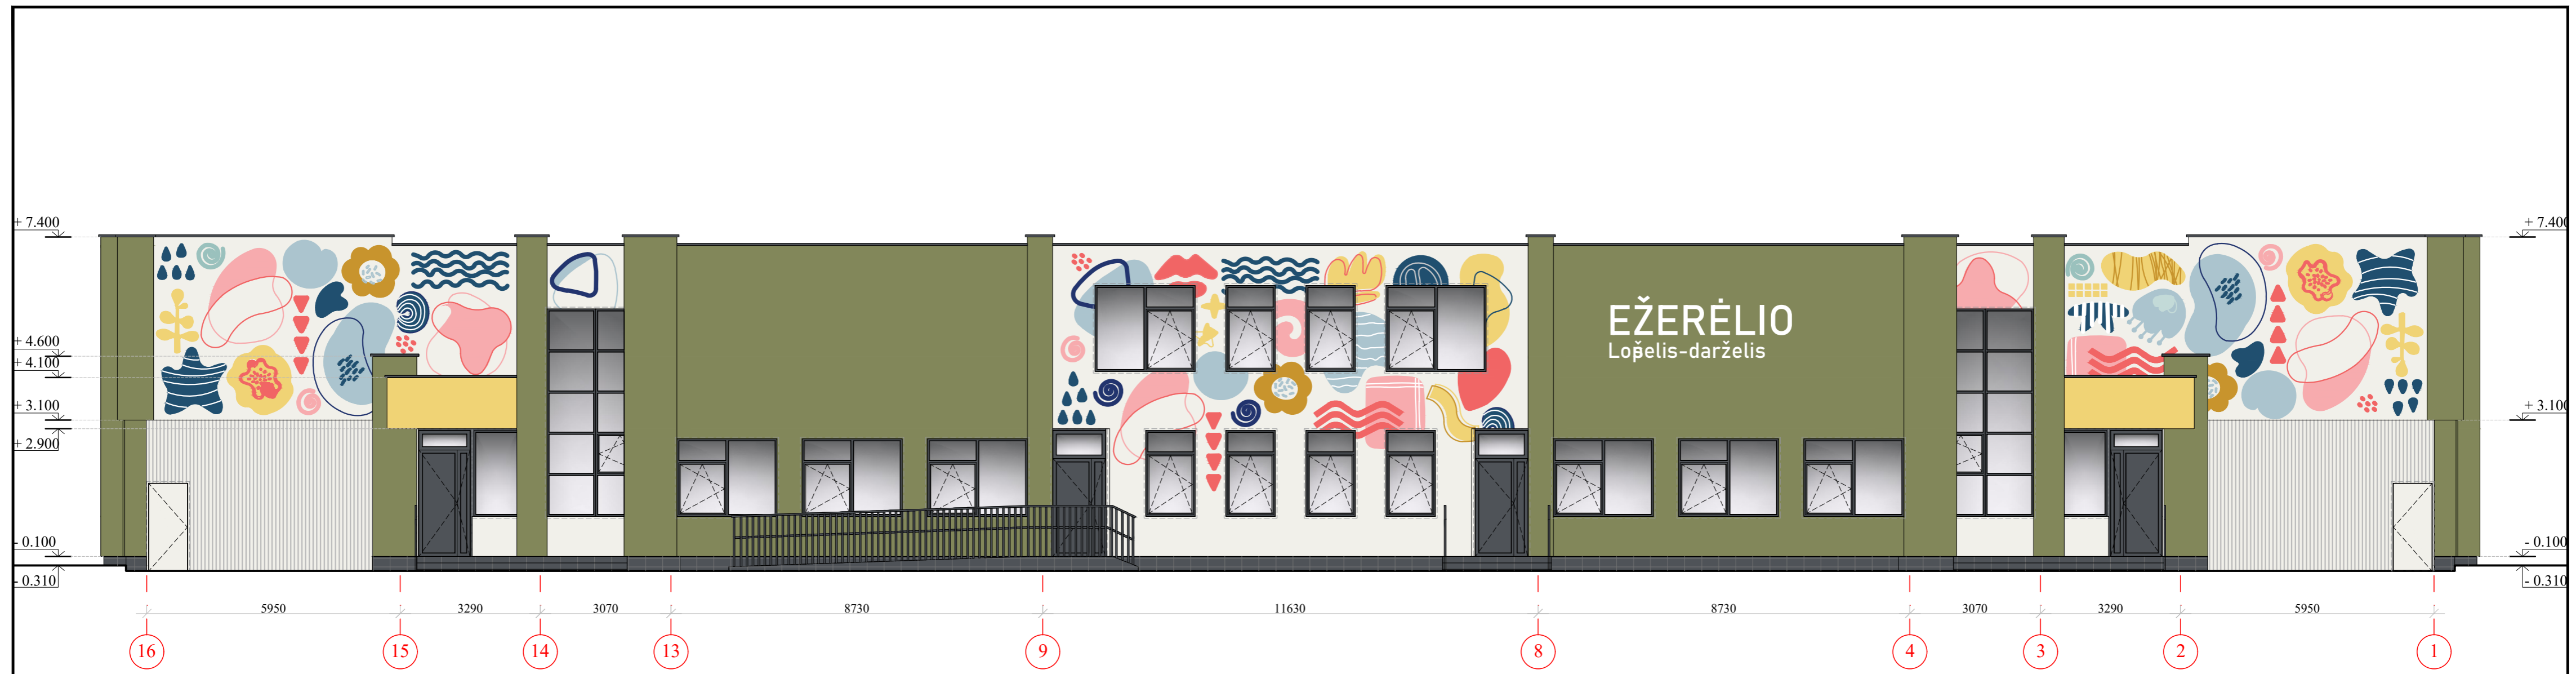 + 7.400
+ 7.400
EŽERĖLIO
Lopšelis-darželis
+ 4.600
+ 4.100
+ 3.100
+ 3.100
+ 2.900
- 0.100
- 0.100
- 0.310
- 0.310
5950 3290 3070 8730 11630 8730 3070 3290 5950
16 15 14 13 9 8 4 3 2 1